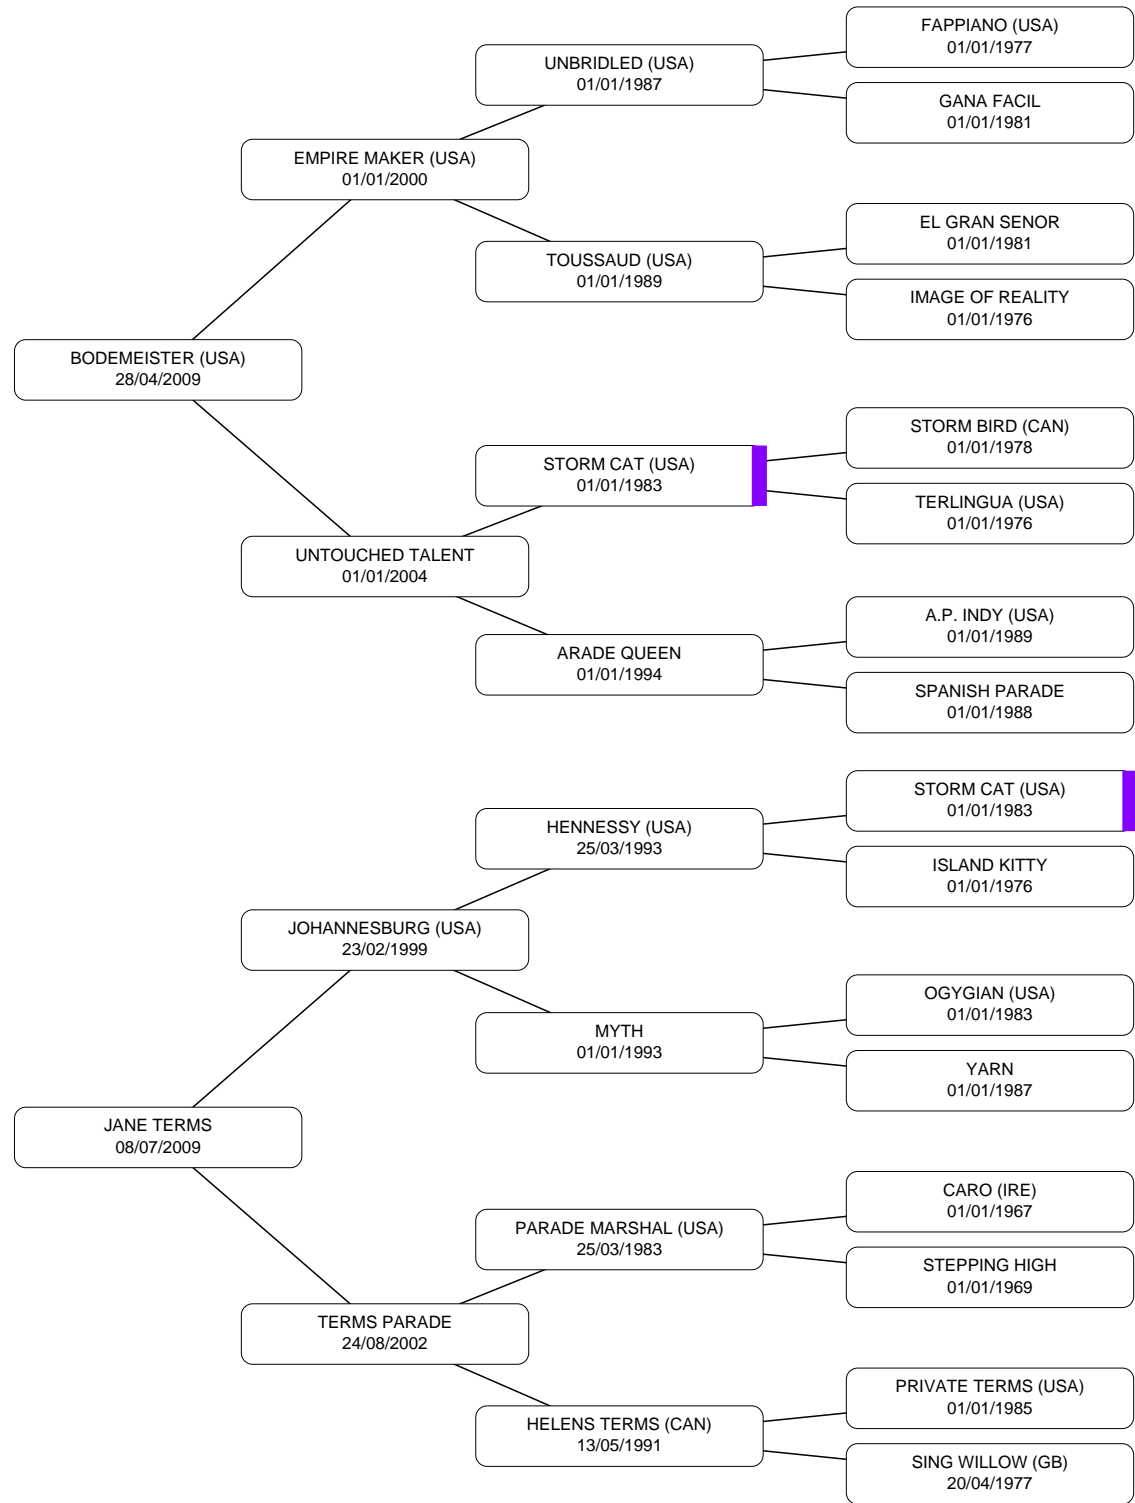 FAPPIANO (USA)
01/01/1977
UNBRIDLED (USA)
01/01/1987
GANA FACIL
01/01/1981
EMPIRE MAKER (USA)
01/01/2000
EL GRAN SENOR
01/01/1981
TOUSSAUD (USA)
01/01/1989
IMAGE OF REALITY
01/01/1976
BODEMEISTER (USA)
28/04/2009
STORM BIRD (CAN)
01/01/1978
STORM CAT (USA)
01/01/1983
TERLINGUA (USA)
01/01/1976
UNTOUCHED TALENT
01/01/2004
A.P. INDY (USA)
01/01/1989
ARADE QUEEN
01/01/1994
SPANISH PARADE
01/01/1988
STORM CAT (USA)
01/01/1983
HENNESSY (USA)
25/03/1993
ISLAND KITTY
01/01/1976
JOHANNESBURG (USA)
23/02/1999
OGYGIAN (USA)
01/01/1983
MYTH
01/01/1993
YARN
01/01/1987
JANE TERMS
08/07/2009
CARO (IRE)
01/01/1967
PARADE MARSHAL (USA)
25/03/1983
STEPPING HIGH
01/01/1969
TERMS PARADE
24/08/2002
PRIVATE TERMS (USA)
01/01/1985
HELENS TERMS (CAN)
13/05/1991
SING WILLOW (GB)
20/04/1977